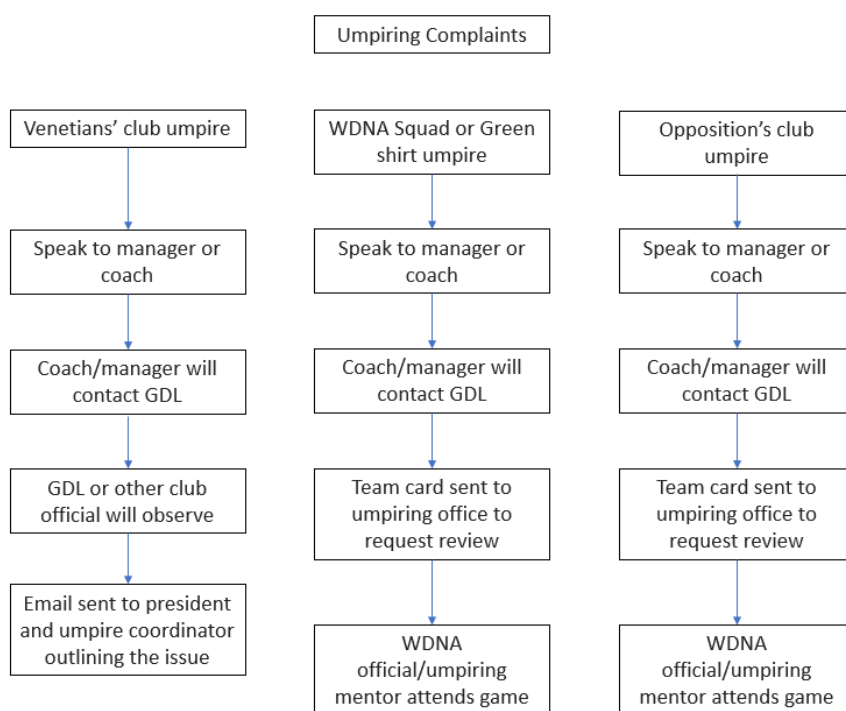 Umpiring Complaints
Venetians' club umpire
WDNA Squad or Green
shirt umpire
Opposition's club
umpire
Speak to manager or
coach
Speak to manager or
coach
Speak to manager or
coach
Coach/manager will
contact GDL
Coach/manager will
contact GDL
Coach/manager will
contact GDL
GDL or other club
official will observe
Team card sent to
umpiring office to
request review
Team card sent to
umpiring office to
request review
Email sent to president
and umpire coordinator
outlining the issue
WDNA
official/umpiring
mentor attends game
WDNA
official/umpiring
mentor attends game